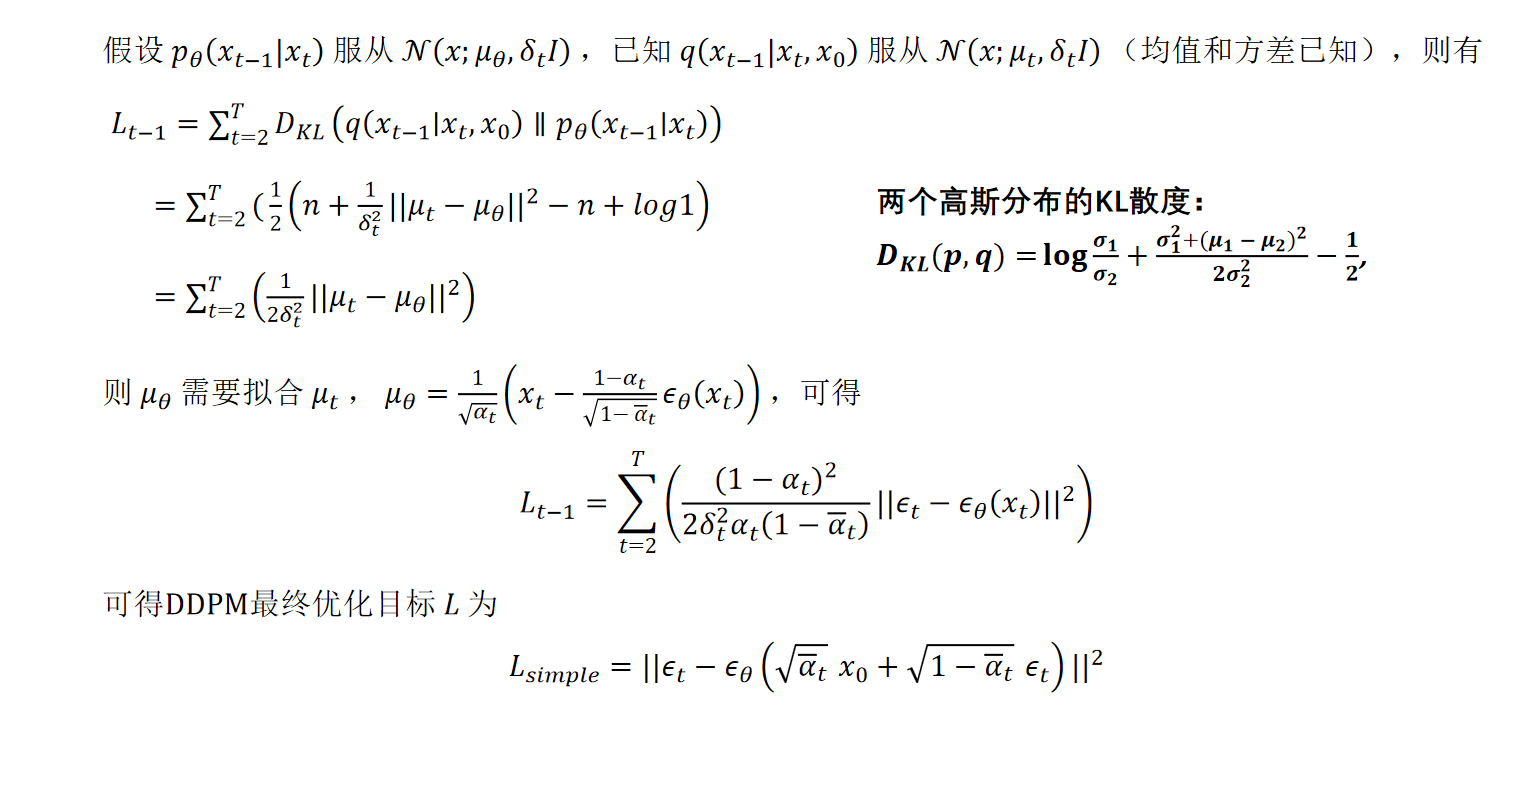 假设 $p_\theta(x_{t-1}|x_t)$ 服从 $\mathcal{N}(x; \mu_\theta, \delta_t I)$ ，已知 $q(x_{t-1}|x_t, x_0)$ 服从 $\mathcal{N}(x; \mu_t, \delta_t I)$ （均值和方差已知），则有
$L_{t-1} = \sum_{t=2}^{T} D_{KL}\left(q(x_{t-1}|x_t, x_0) \parallel p_\theta(x_{t-1}|x_t)\right)$
$= \sum_{t=2}^{T} (\frac{1}{2}\left(n + \frac{1}{\delta_t^2}||\mu_t - \mu_\theta||^2 - n + log1\right)$
两个高斯分布的KL散度：
$D_{KL}(p, q) = \log\frac{\sigma_1}{\sigma_2} + \frac{\sigma_1^2 + (\mu_1 - \mu_2)^2}{2\sigma_2^2} - \frac{1}{2},$
$= \sum_{t=2}^{T} \left(\frac{1}{2\delta_t^2}||\mu_t - \mu_\theta||^2\right)$
则 $\mu_\theta$ 需要拟合 $\mu_t$ ， $\mu_\theta = \frac{1}{\sqrt{\alpha_t}}\left(x_t - \frac{1-\alpha_t}{\sqrt{1-\overline{\alpha}_t}}\epsilon_\theta(x_t)\right)$ ，可得
$L_{t-1} = \sum_{t=2}^{T} \left(\frac{(1-\alpha_t)^2}{2\delta_t^2\alpha_t(1-\overline{\alpha}_t)}||\epsilon_t - \epsilon_\theta(x_t)||^2\right)$
可得DDPM最终优化目标 $L$ 为
$L_{simple} = ||\epsilon_t - \epsilon_\theta\left(\sqrt{\overline{\alpha}_t}\, x_0 + \sqrt{1-\overline{\alpha}_t}\, \epsilon_t\right)||^2$